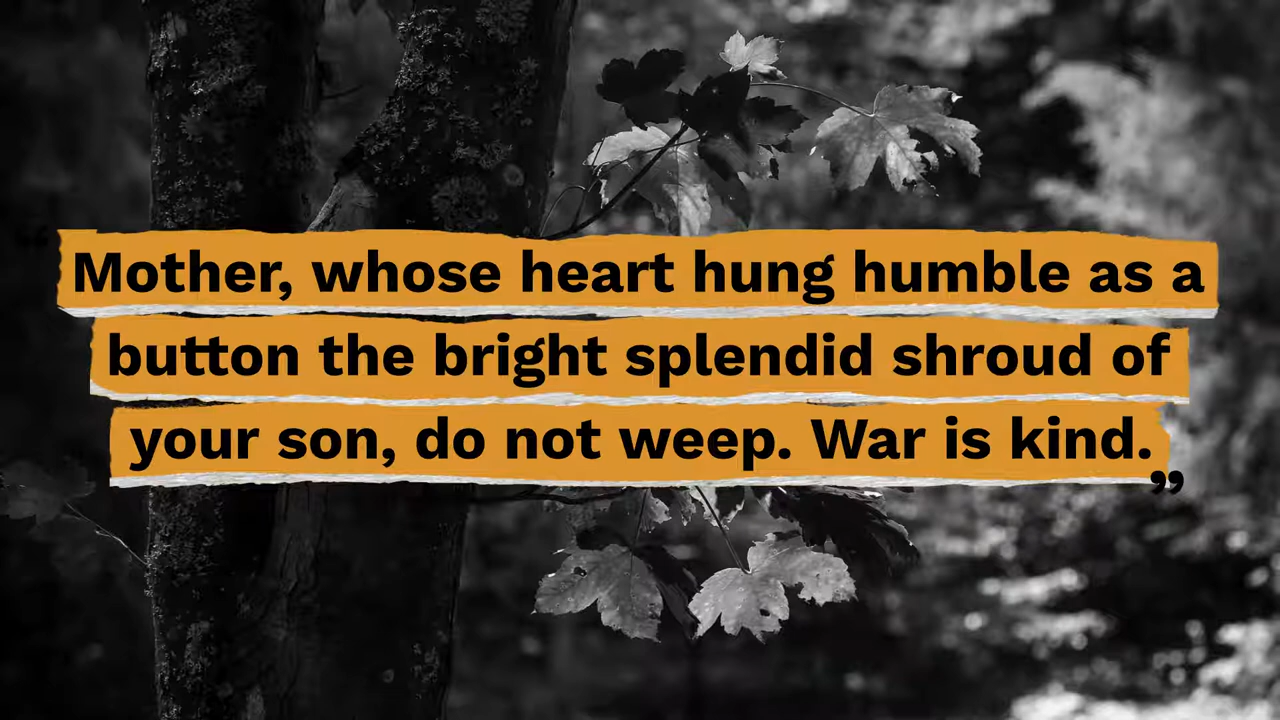 “
Mother, whose heart hung humble as a
button the bright splendid shroud of
your son, do not weep. War is kind.
”